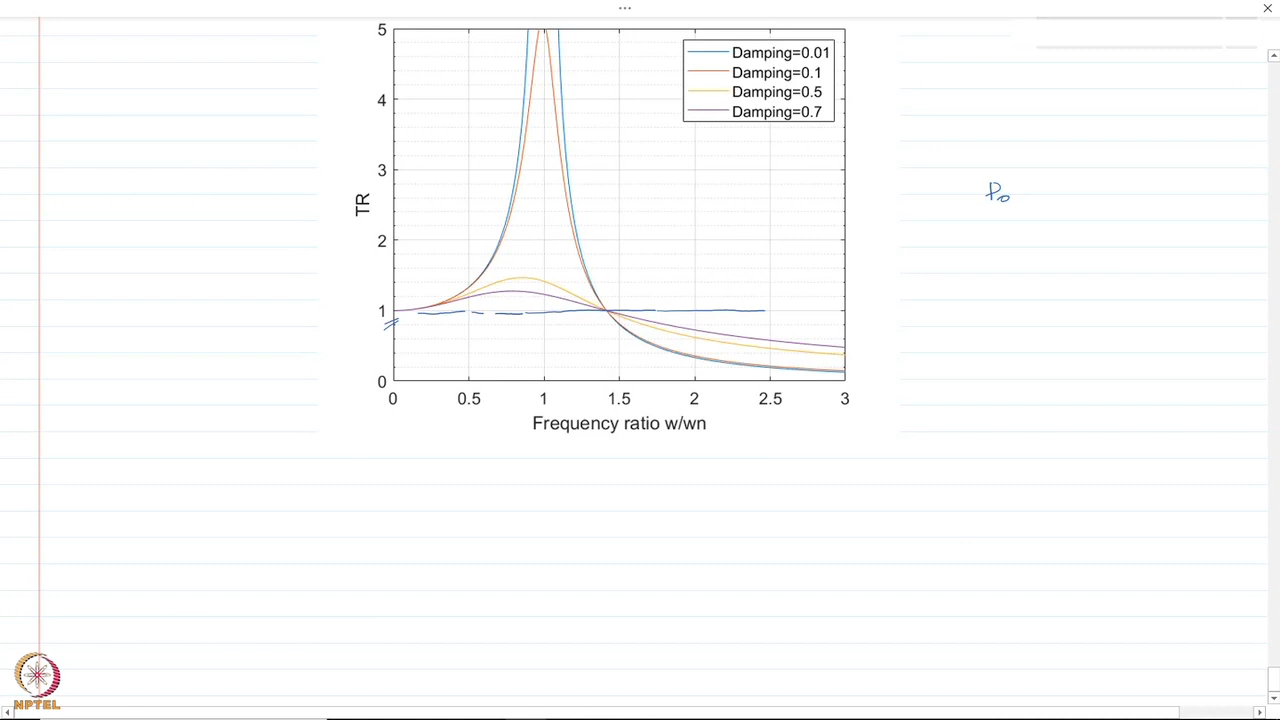 5
Damping=0.01
Damping=0.1
Damping=0.5
Damping=0.7
4
3
TR
2
1
0
0 0.5 1 1.5 2 2.5 3
Frequency ratio w/wn
P₀
NPTEL